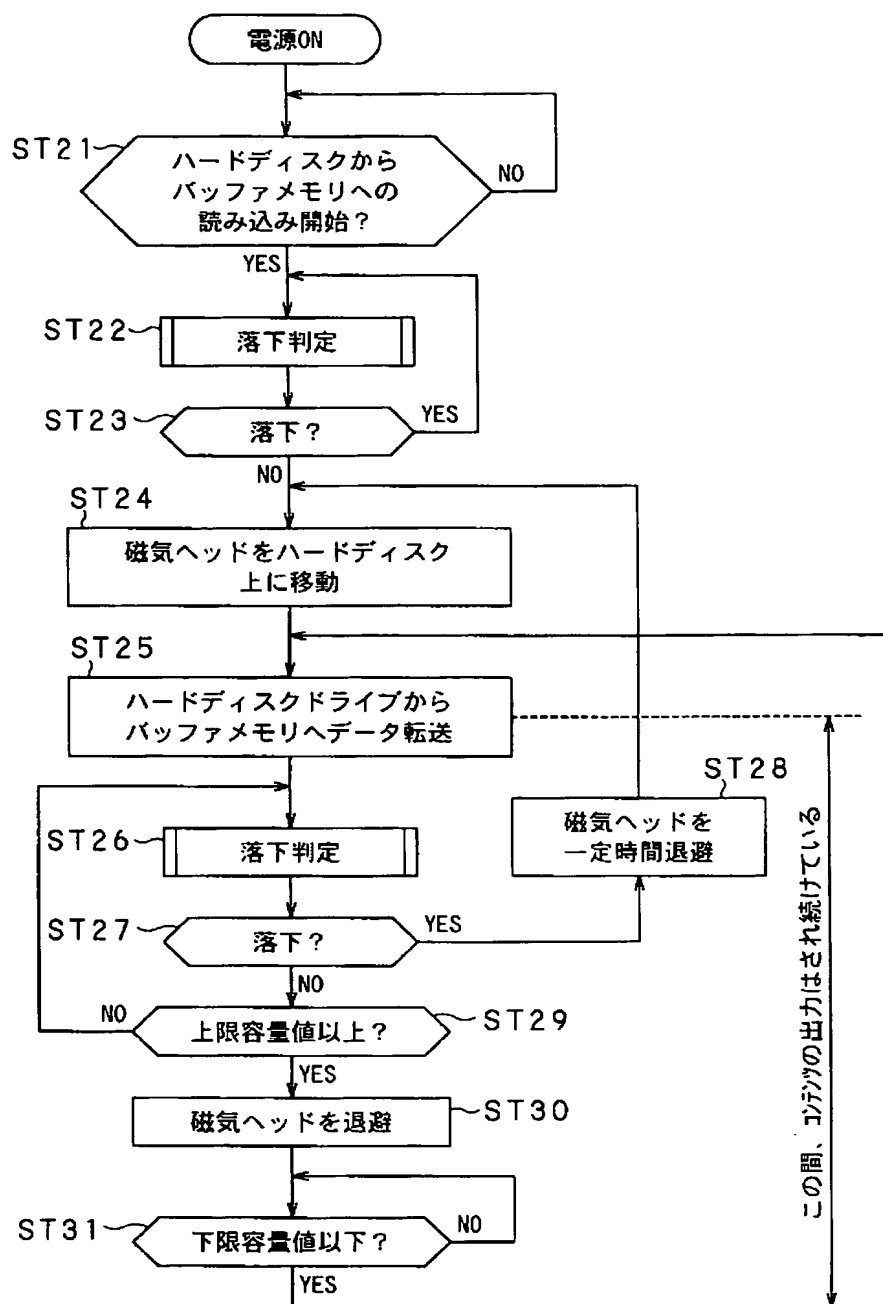 電源ON
ST21
ハードディスクから
バッファメモリへの
読み込み開始?
NO
YES
ST22
落下判定
ST23
落下?
YES
NO
ST24
磁気ヘッドをハードディスク
上に移動
ST25
ハードディスクドライブから
バッファメモリへデータ転送
ST28
磁気ヘッドを
一定時間退避
ST26
落下判定
ST27
落下?
YES
NO
ST29
上限容量値以上?
NO
YES
ST30
磁気ヘッドを退避
ST31
下限容量値以下?
NO
YES
この間、コンテンツの出力はされ続けている